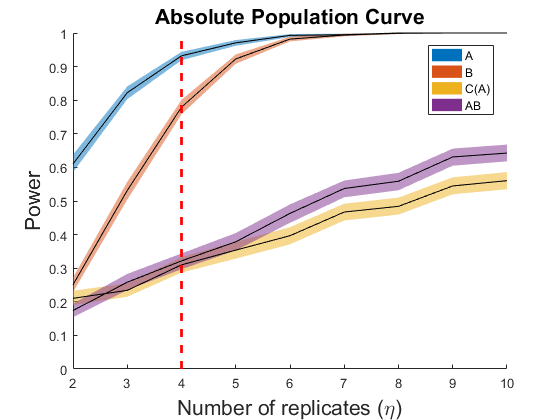 Absolute Population Curve
1
0.9
0.8
0.7
0.6
0.5
0.4
0.3
0.2
0.1
0
Power
A
B
C(A)
AB
2 3 4 5 6 7 8 9 10
Number of replicates (η)